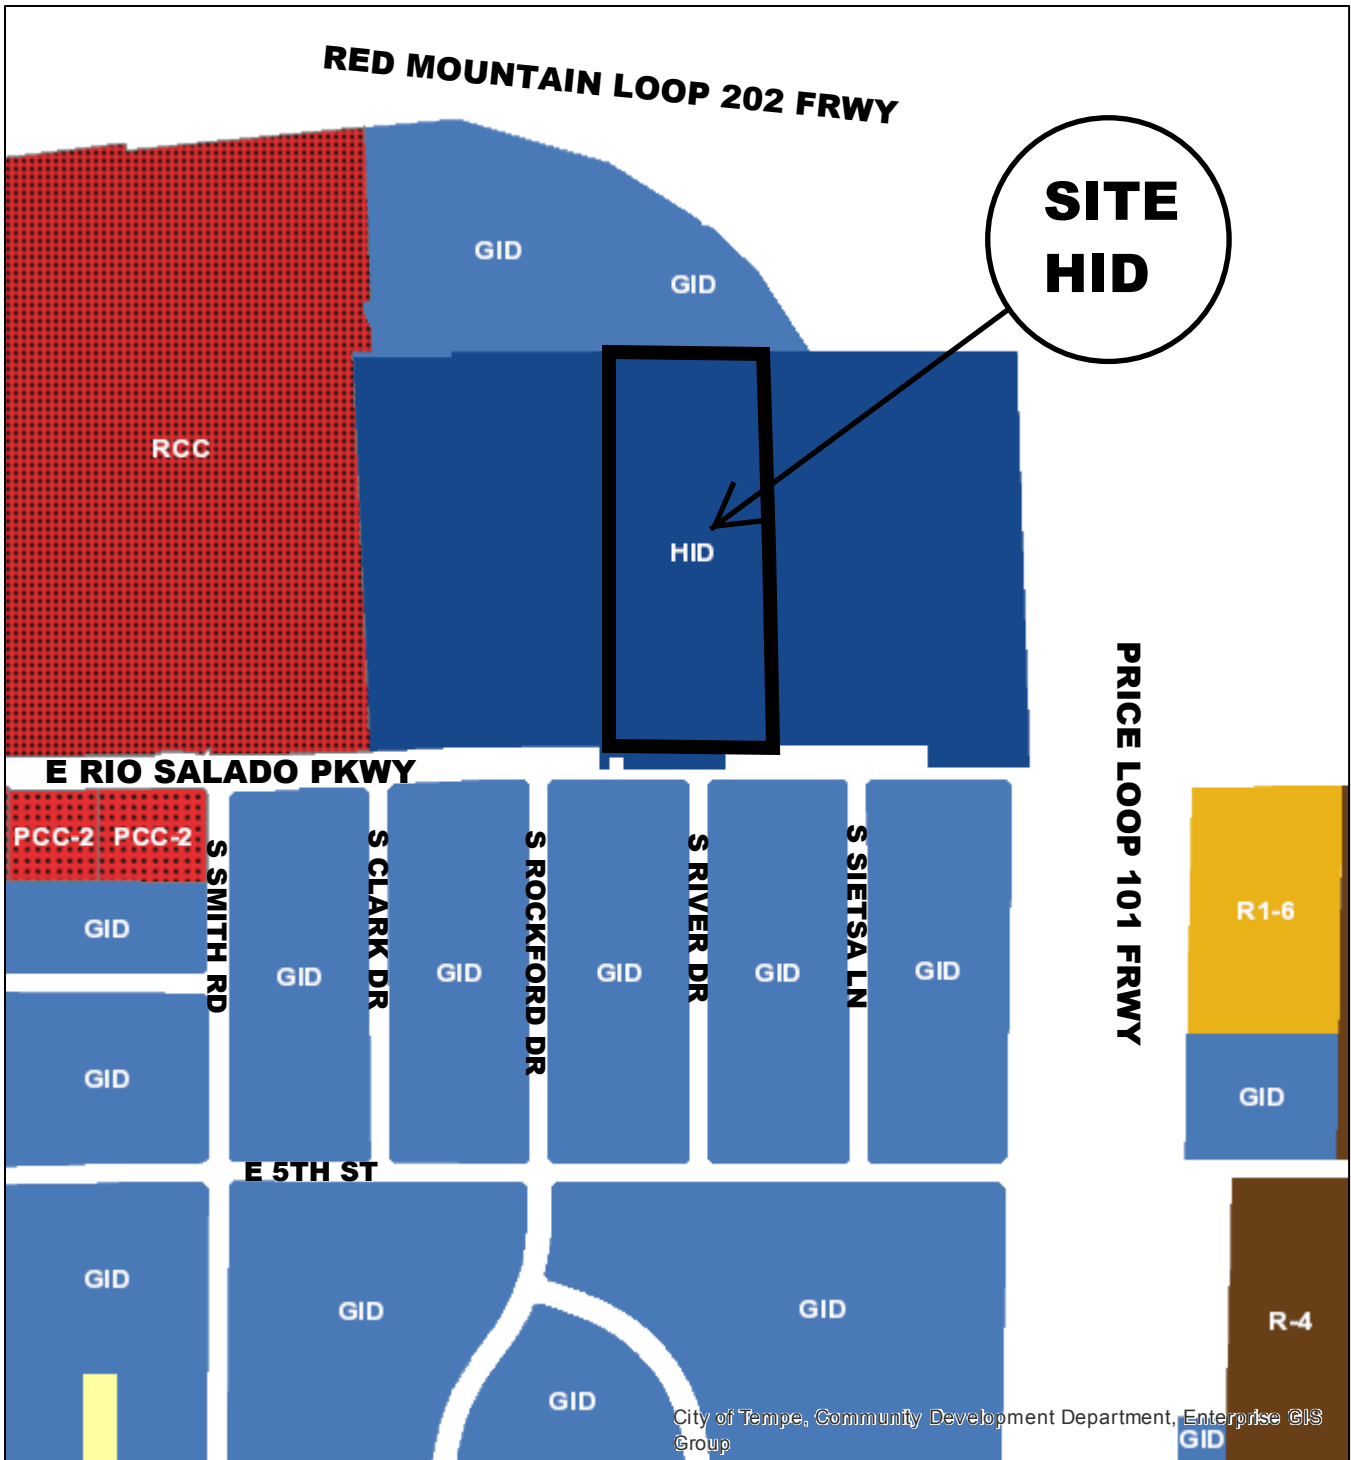 RED MOUNTAIN LOOP 202 FRWY
SITE
HID
GID
GID
RCC
HID
PRICE LOOP 101 FRWY
E RIO SALADO PKWY
PCC-2
PCC-2
S SMITH RD
S CLARK DR
S ROCKFORD DR
S RIVER DR
S SIETSA LN
R1-6
GID
GID
GID
GID
GID
GID
GID
GID
E 5TH ST
GID
GID
GID
R-4
GID
City of Tempe, Community Development Department, Enterprise GIS
Group
GID